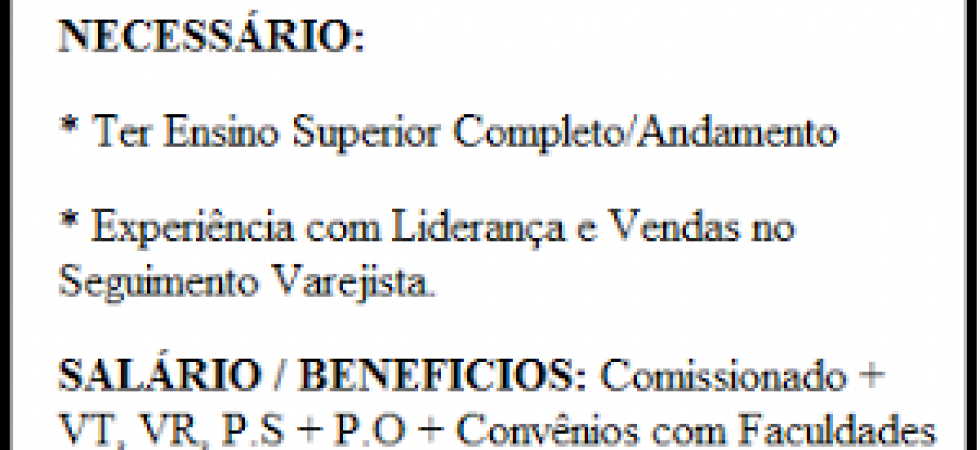 NECESSÁRIO:
* Ter Ensino Superior Completo/Andamento
* Experiência com Liderança e Vendas no
Seguimento Varejista.
SALÁRIO / BENEFICIOS: Comissionado +
VT, VR, P.S + P.O + Convênios com Faculdades